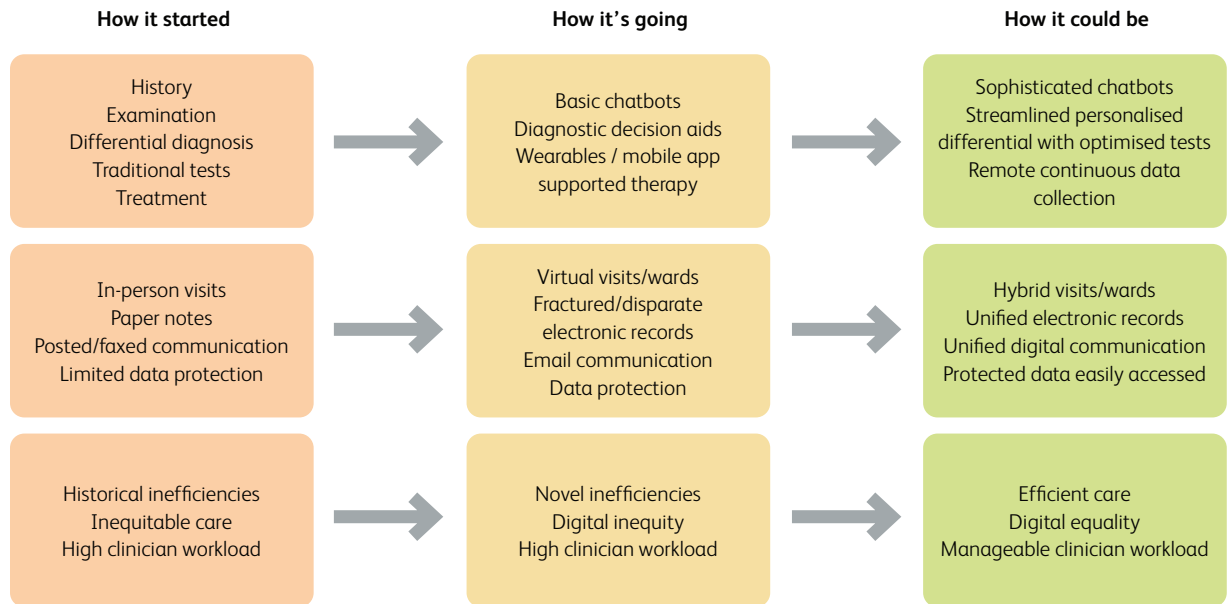 How it started
How it's going
How it could be
History
Examination
Differential diagnosis
Traditional tests
Treatment
Basic chatbots
Diagnostic decision aids
Wearables / mobile app
supported therapy
Sophisticated chatbots
Streamlined personalised
differential with optimised tests
Remote continuous data
collection
In-person visits
Paper notes
Posted/faxed communication
Limited data protection
Virtual visits/wards
Fractured/disparate
electronic records
Email communication
Data protection
Hybrid visits/wards
Unified electronic records
Unified digital communication
Protected data easily accessed
Historical inefficiencies
Inequitable care
High clinician workload
Novel inefficiencies
Digital inequity
High clinician workload
Efficient care
Digital equality
Manageable clinician workload